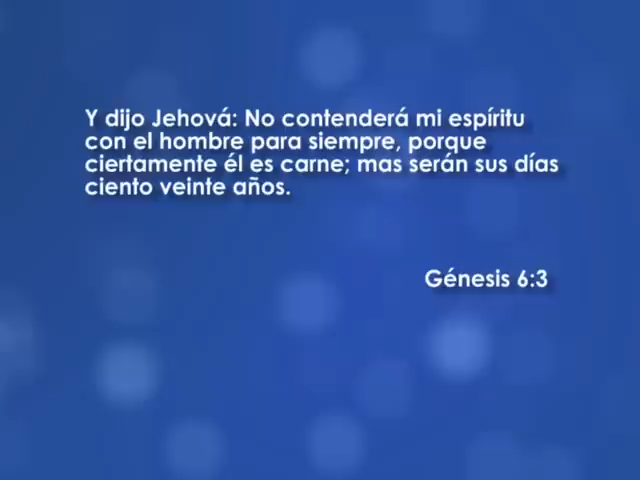 Y dijo Jehová: No contenderá mi espíritu
con el hombre para siempre, porque
ciertamente él es carne; mas serán sus días
ciento veinte años.
Génesis 6:3